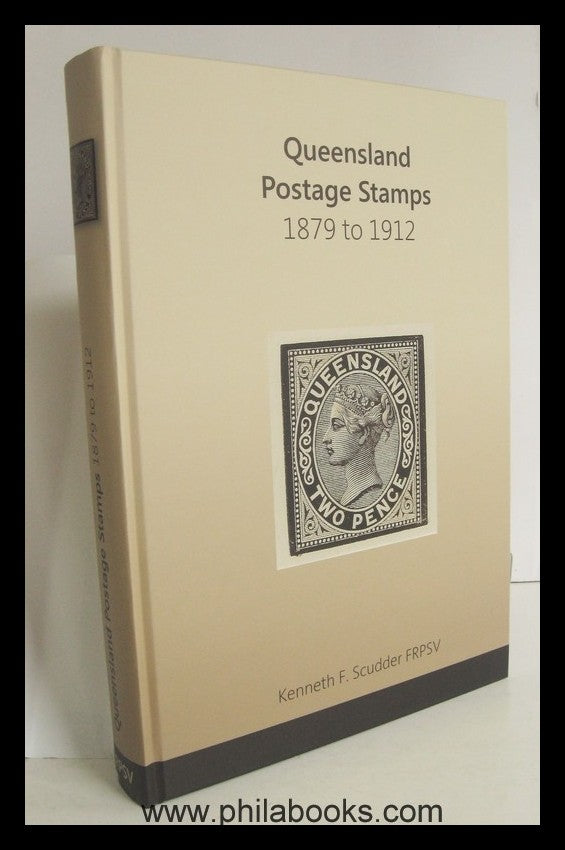 Queensland
Postage Stamps
1879 to 1912
QUEENSLAND
TWO PENCE
Kenneth F. Scudder FRPSV
Queensland Postage Stamps 1879 to 1912
FRPSV
www.philabooks.com